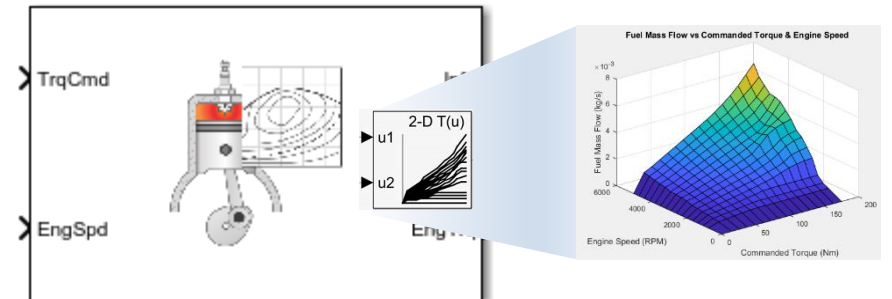 TrqCmd
EngSpd
2-D T(u)
u1
u2
Fuel Mass Flow vs Commanded Torque & Engine Speed
×10⁻³
8
6
4
2
0
Fuel Mass Flow (kg/s)
6000
4000
2000
0
Engine Speed (RPM)
0
50
100
150
200
Commanded Torque (Nm)